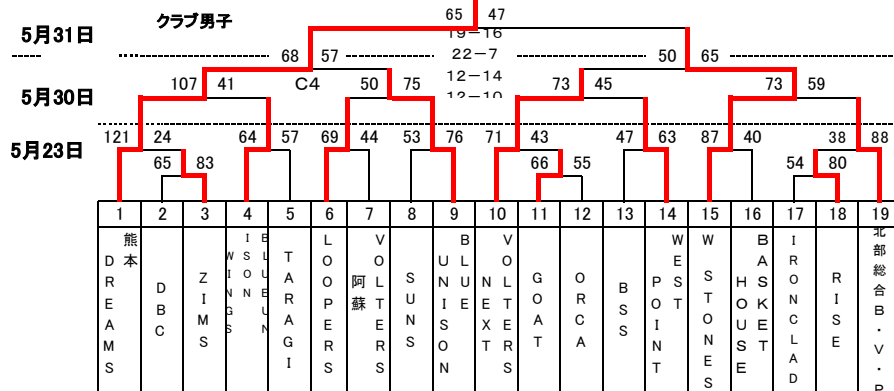 クラブ男子
65 47
5月31日
19-16
22-7
68 57
50 65
12-14
12-10
107 41
C4
50 75
73 45
73 59
5月30日
121 24
64 57
69 44
53 76
71 43
47 63
87 40
38 88
5月23日
65 83
66 55
54 80
1 2 3 4 5 6 7 8 9 10 11 12 13 14 15 16 17 18 19
熊本 DREAMS
DBC
ZIMS
TARAGI
LOOPERS
阿蘇 VOLTERS
SUNS
BLUE UNISON
VOLTERS NEXT
GOAT
ORCA
BSS
WEST POINT
W STONES
BASKET HOUSE
IRONCLAD
RISE
北部総合B・V・P